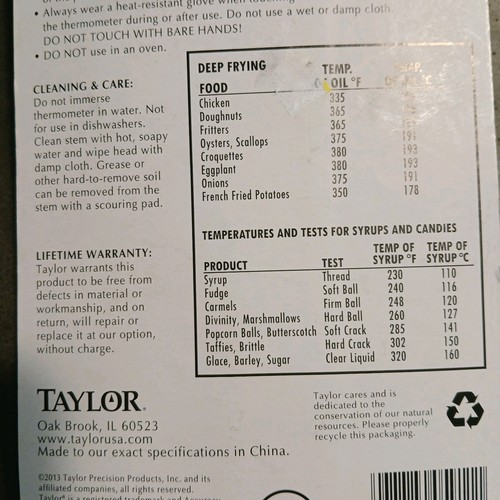 • Always wear a heat-resistant glove when touching
the thermometer during or after use. Do not use a wet or damp cloth.
DO NOT TOUCH WITH BARE HANDS!
• DO NOT use in an oven.
CLEANING & CARE:
Do not immerse
thermometer in water. Not
for use in dishwashers.
Clean stem with hot, soapy
water and wipe head with
damp cloth. Grease or
other hard-to-remove soil
can be removed from the
stem with a scouring pad.
LIFETIME WARRANTY:
Taylor warrants this
product to be free from
defects in material or
workmanship, and on
return, will repair or
replace it at our option,
without charge.
DEEP FRYING
TEMP.
FOOD OIL °F
Chicken 335
Doughnuts 365
Fritters 365
Oysters, Scallops 375 191
Croquettes 380 193
Eggplant 380 193
Onions 375 191
French Fried Potatoes 350 178
TEMPERATURES AND TESTS FOR SYRUPS AND CANDIES
TEMP OF TEMP OF
PRODUCT TEST SYRUP °F SYRUP °C
Syrup Thread 230 110
Fudge Soft Ball 240 116
Carmels Firm Ball 248 120
Divinity, Marshmallows Hard Ball 260 127
Popcorn Balls, Butterscotch Soft Crack 285 141
Taffies, Brittle Hard Crack 302 150
Glace, Barley, Sugar Clear Liquid 320 160
TAYLOR®
Oak Brook, IL 60523
www.taylorusa.com
Made to our exact specifications in China.
Taylor cares and is
dedicated to the
conservation of our natural
resources. Please properly
recycle this packaging.
©2013 Taylor Precision Products, Inc. and its
affiliated companies, all rights reserved.
Taylor® is a registered trademark and